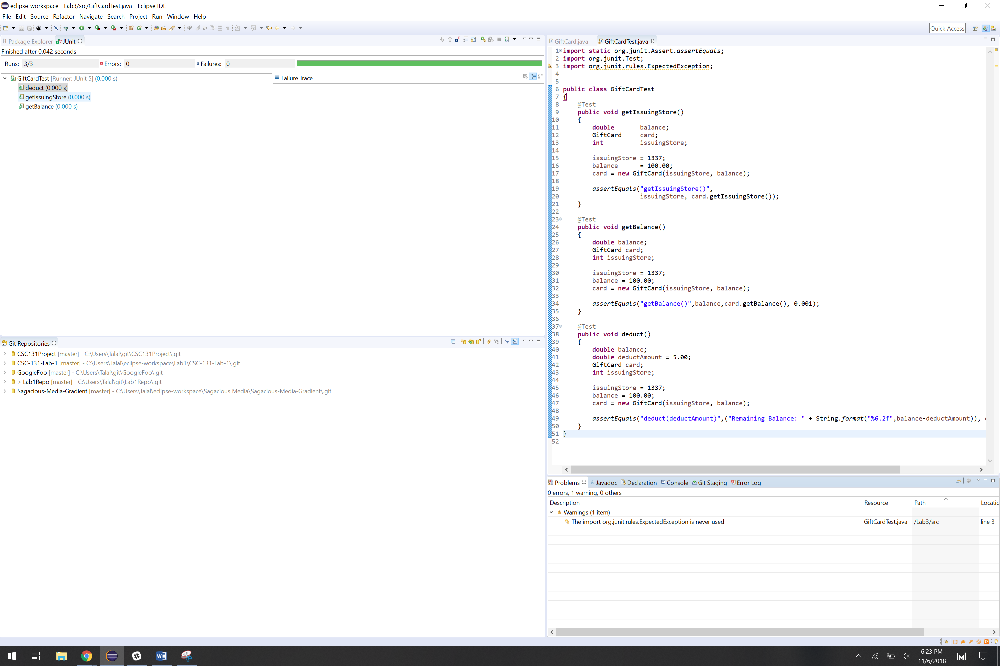 eclipse-workspace - Lab3/src/GiftCardTest.java - Eclipse IDE
File Edit Source Refactor Navigate Search Project Run Window Help
Quick Access
Package Explorer JUnit
Finished after 0.042 seconds
Runs: 3/3 Errors: 0 Failures: 0
GiftCardTest [Runner: JUnit 5] (0.000 s)
deduct (0.000 s)
getIssuingStore (0.000 s)
getBalance (0.000 s)
Failure Trace
Git Repositories
CSC131Project [master] - C:\Users\Talal\git\CSC131Project\.git
CSC-131-Lab-1 [master] - C:\Users\Talal\eclipse-workspace\Lab1\CSC-131-Lab-1\.git
GoogleFoo [master] - C:\Users\Talal\git\GoogleFoo\.git
> Lab1Repo [master] - C:\Users\Talal\git\Lab1Repo\.git
Sagacious-Media-Gradient [master] - C:\Users\Talal\eclipse-workspace\Sagacious Media\Sagacious-Media-Gradient\.git
GiftCard.java GiftCardTest.java
1 import static org.junit.Assert.assertEquals;
2 import org.junit.Test;
3 import org.junit.rules.ExpectedException;
4
5
6 public class GiftCardTest
7 {
8 @Test
9 public void getIssuingStore()
10 {
11 double balance;
12 GiftCard card;
13 int issuingStore;
14
15 issuingStore = 1337;
16 balance = 100.00;
17 card = new GiftCard(issuingStore, balance);
18
19 assertEquals("getIssuingStore()",
20 issuingStore, card.getIssuingStore());
21 }
22
23 @Test
24 public void getBalance()
25 {
26 double balance;
27 GiftCard card;
28 int issuingStore;
29
30 issuingStore = 1337;
31 balance = 100.00;
32 card = new GiftCard(issuingStore, balance);
33
34 assertEquals("getBalance()",balance,card.getBalance(), 0.001);
35 }
36
37 @Test
38 public void deduct()
39 {
40 double balance;
41 double deductAmount = 5.00;
42 GiftCard card;
43 int issuingStore;
44
45 issuingStore = 1337;
46 balance = 100.00;
47 card = new GiftCard(issuingStore, balance);
48
49 assertEquals("deduct(deductAmount)",("Remaining Balance: " + String.format("%6.2f",balance-deductAmount)),
50 }
51 }
52
Problems Javadoc Declaration Console Git Staging Error Log
0 errors, 1 warning, 0 others
Description Resource Path Locatic
Warnings (1 item)
The import org.junit.rules.ExpectedException is never used GiftCardTest.java /Lab3/src line 3
6:23 PM
11/6/2018